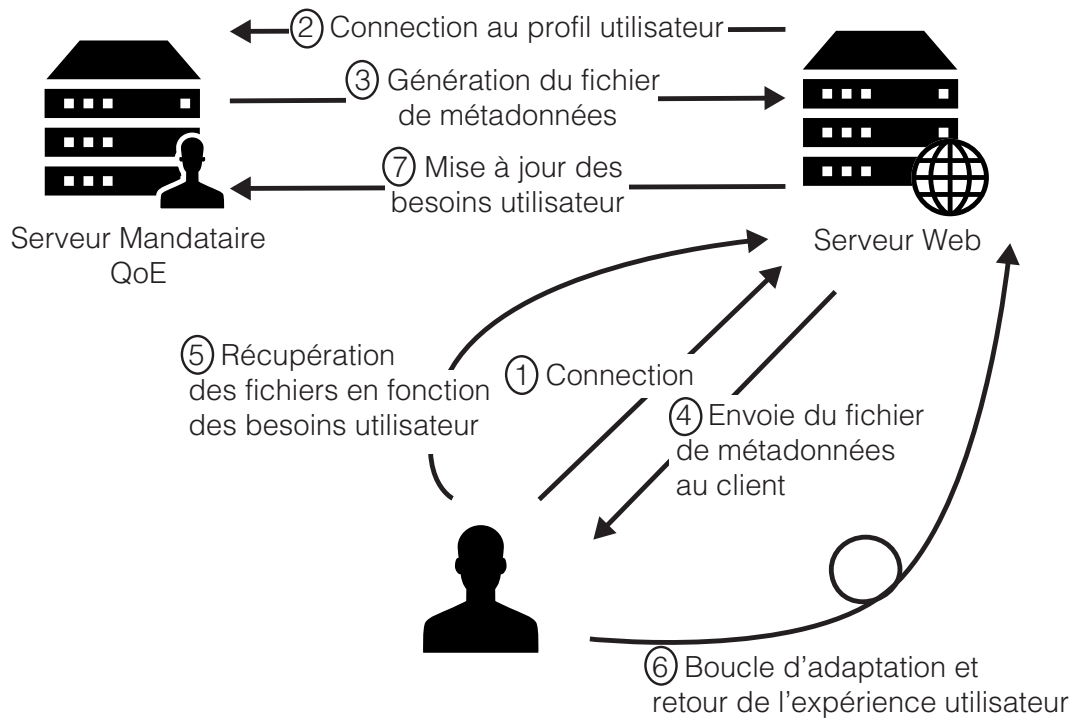 ② Connection au profil utilisateur
③ Génération du fichier
de métadonnées
⑦ Mise à jour des
besoins utilisateur
Serveur Mandataire
QoE
Serveur Web
⑤ Récupération
des fichiers en fonction
des besoins utilisateur
① Connection
④ Envoie du fichier
de métadonnées
au client
⑥ Boucle d'adaptation et
retour de l'expérience utilisateur